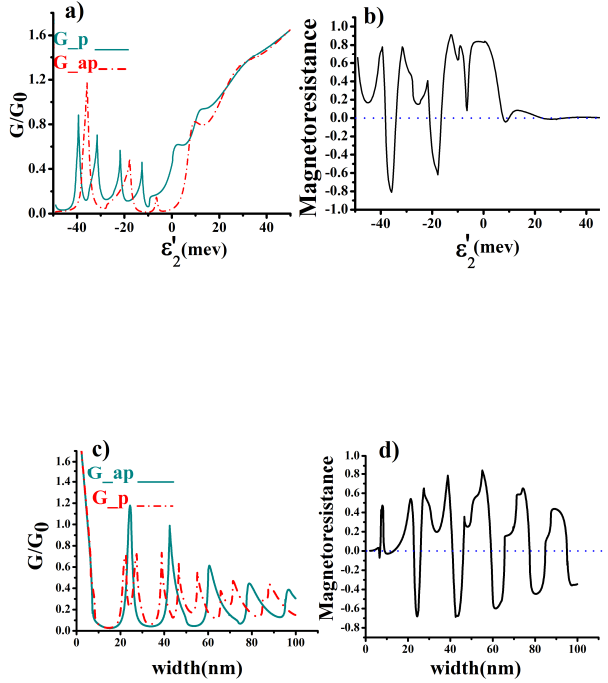 a)
G_p
G_ap
G/G0
1.6
1.2
0.8
0.4
0.0
-40 -20 0 20 40
ε'2(mev)
b)
Magnetoresistance
1.0
0.8
0.6
0.4
0.2
0.0
-0.2
-0.4
-0.6
-0.8
-1.0
-40 -20 0 20 40
ε'2(mev)
c)
G_ap
G_p
G/G0
1.6
1.4
1.2
1.0
0.8
0.6
0.4
0.2
0.0
0 20 40 60 80 100
width(nm)
d)
Magnetoresistance
0.8
0.6
0.4
0.2
0.0
-0.2
-0.4
-0.6
-0.8
0 20 40 60 80 100
width(nm)